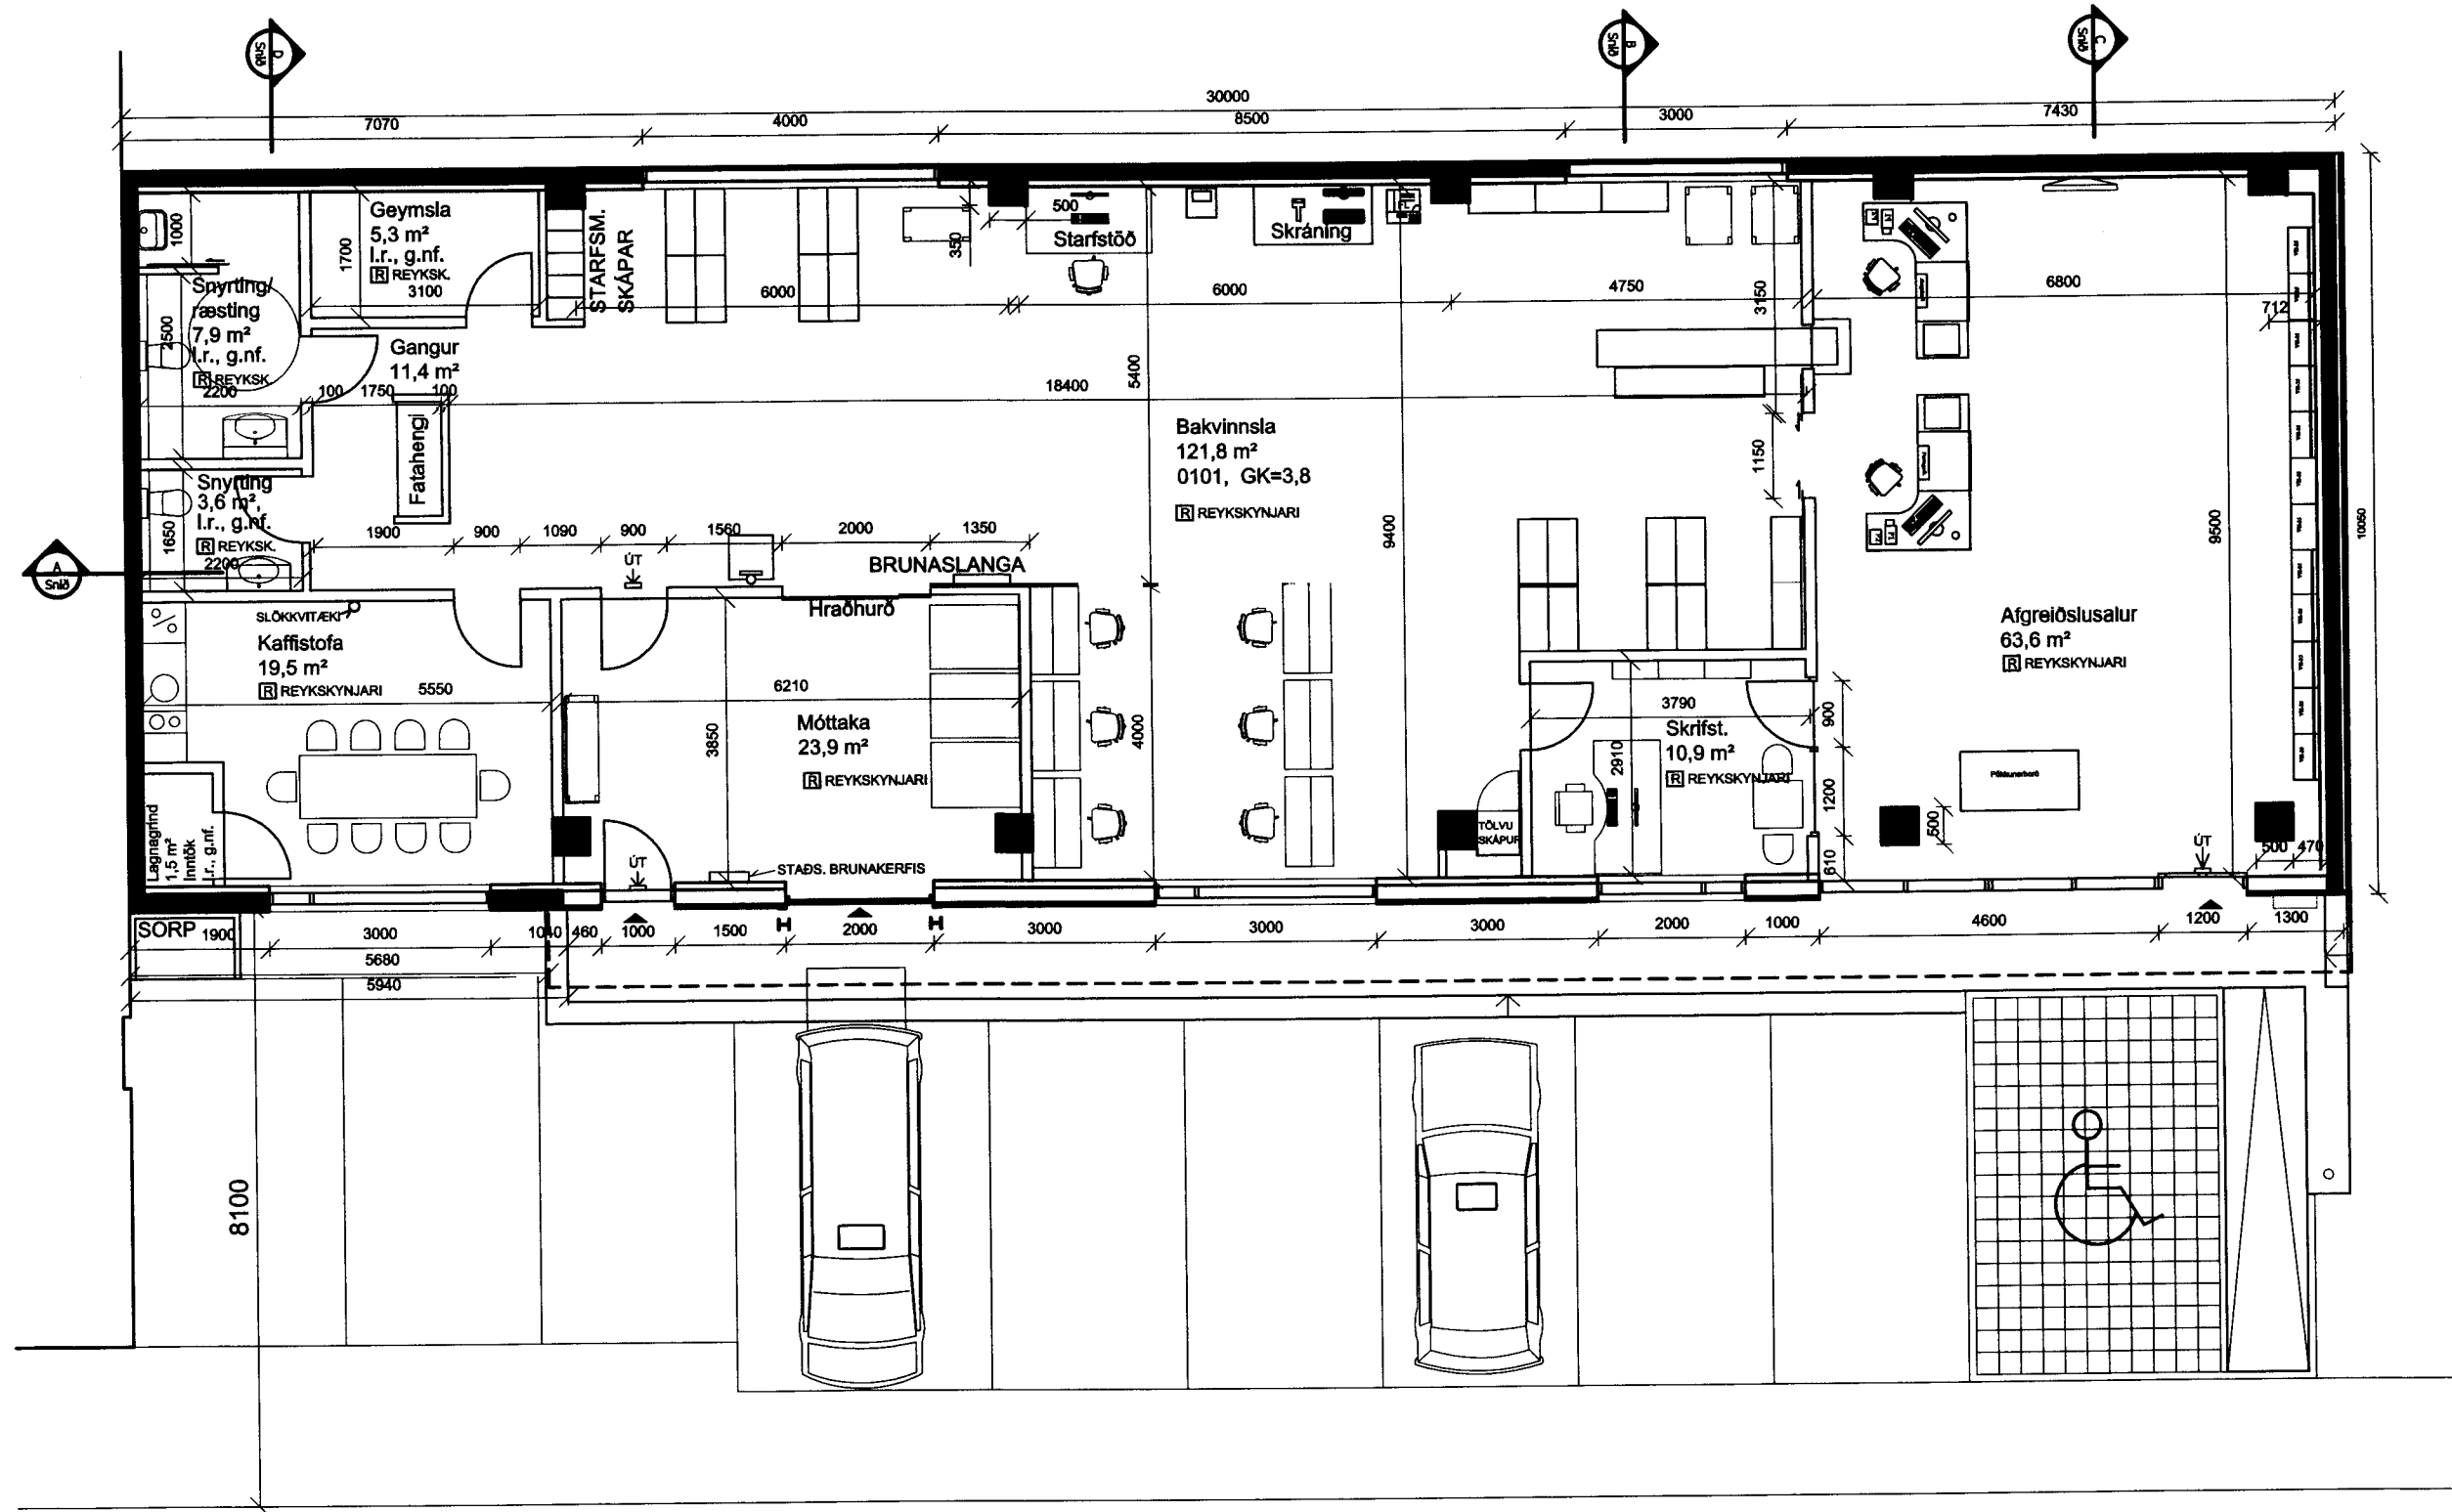 D
Snið
B
Snið
C
Snið
30000
7070
4000
8500
3000
7430
Geymsla
5,3 m²
l.r., g.nf.
R REYKSK.
3100
1000
1700
STARFSM.
SKÁPAR
350
500
Starfstöð
Skráning
6000
6000
4750
3150
6800
712
Snyrting/
ræsting
7,9 m²
l.r., g.nf.
R REYKSK.
2500
2200
100
1750
100
Gangur
11,4 m²
Fatahengi
18400
5400
Bakvinnsla
121,8 m²
0101, GK=3,8
R REYKSKYNJARI
1150
9400
9500
10050
Snyrting
3,6 m²,
l.r., g.nf.
R REYKSK.
1650
2200
1900
900
1090
900
1560
2000
1350
ÚT
BRUNASLANGA
Hraðhurð
A
Snið
SLÖKKVITÆKI
Kaffistofa
19,5 m²
R REYKSKYNJARI
5550
6210
Móttaka
23,9 m²
R REYKSKYNJARI
3850
4000
Afgreiðslusalur
63,6 m²
R REYKSKYNJARI
3790
Skrifst.
10,9 m²
R REYKSKYNJARI
2910
900
1200
610
500
Lagnagrind
1,5 m²
Inntök
l.r., g.nf.
TÖLVU
SKÁPUR
ÚT
STAÐS. BRUNAKERFIS
ÚT
500
470
SORP
1900
3000
1040
460
1000
1500
2000
3000
3000
3000
2000
1000
4600
1200
1300
5680
5940
8100